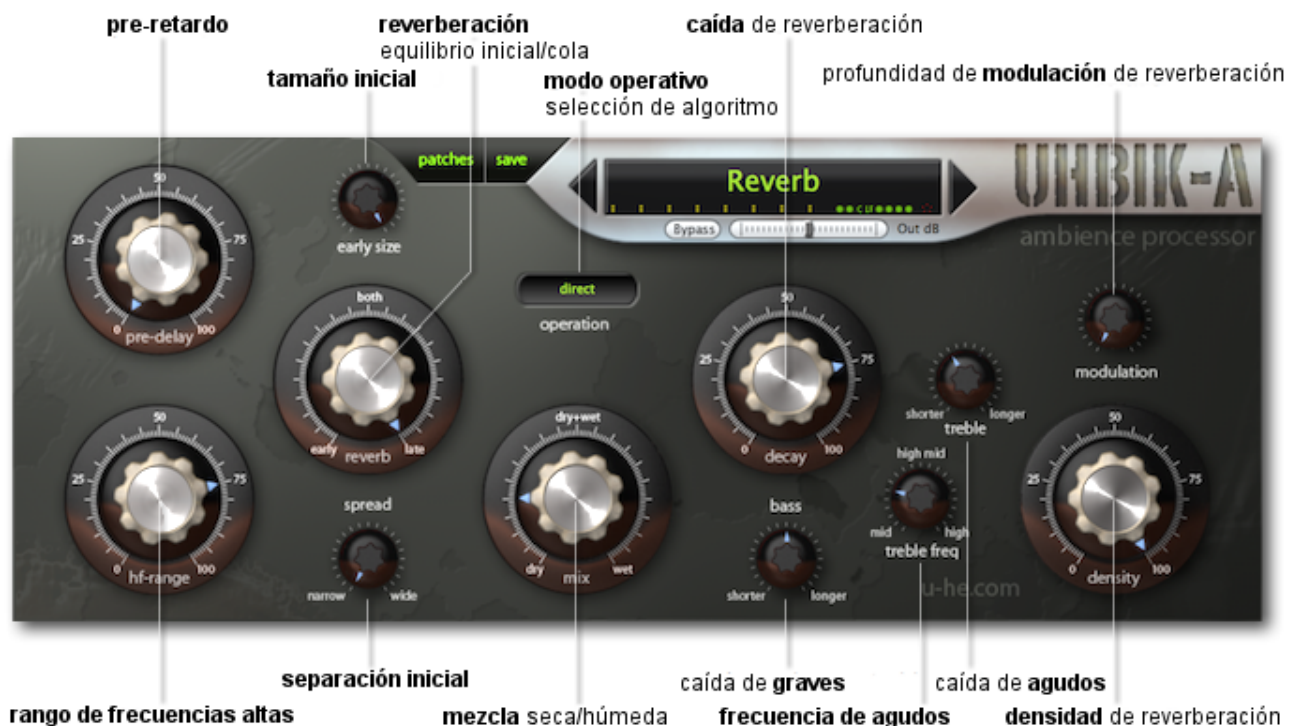 pre-retardo
reverberación
equilibrio inicial/cola
caída de reverberación
tamaño inicial
modo operativo
selección de algoritmo
profundidad de modulación de reverberación
patches
save
Reverb
C LF
Bypass
Out dB
UHBIK-A
ambience processor
50
25
75
0
100
pre-delay
early size
both
early
late
reverb
direct
operation
50
25
75
0
100
decay
modulation
shorter
longer
treble
50
25
75
0
100
hf-range
spread
narrow
wide
dry+wet
dry
wet
mix
bass
shorter
longer
high mid
mid
high
treble freq
50
25
75
0
100
density
u-he.com
separación inicial
caída de graves
caída de agudos
rango de frecuencias altas
mezcla seca/húmeda
frecuencia de agudos
densidad de reverberación